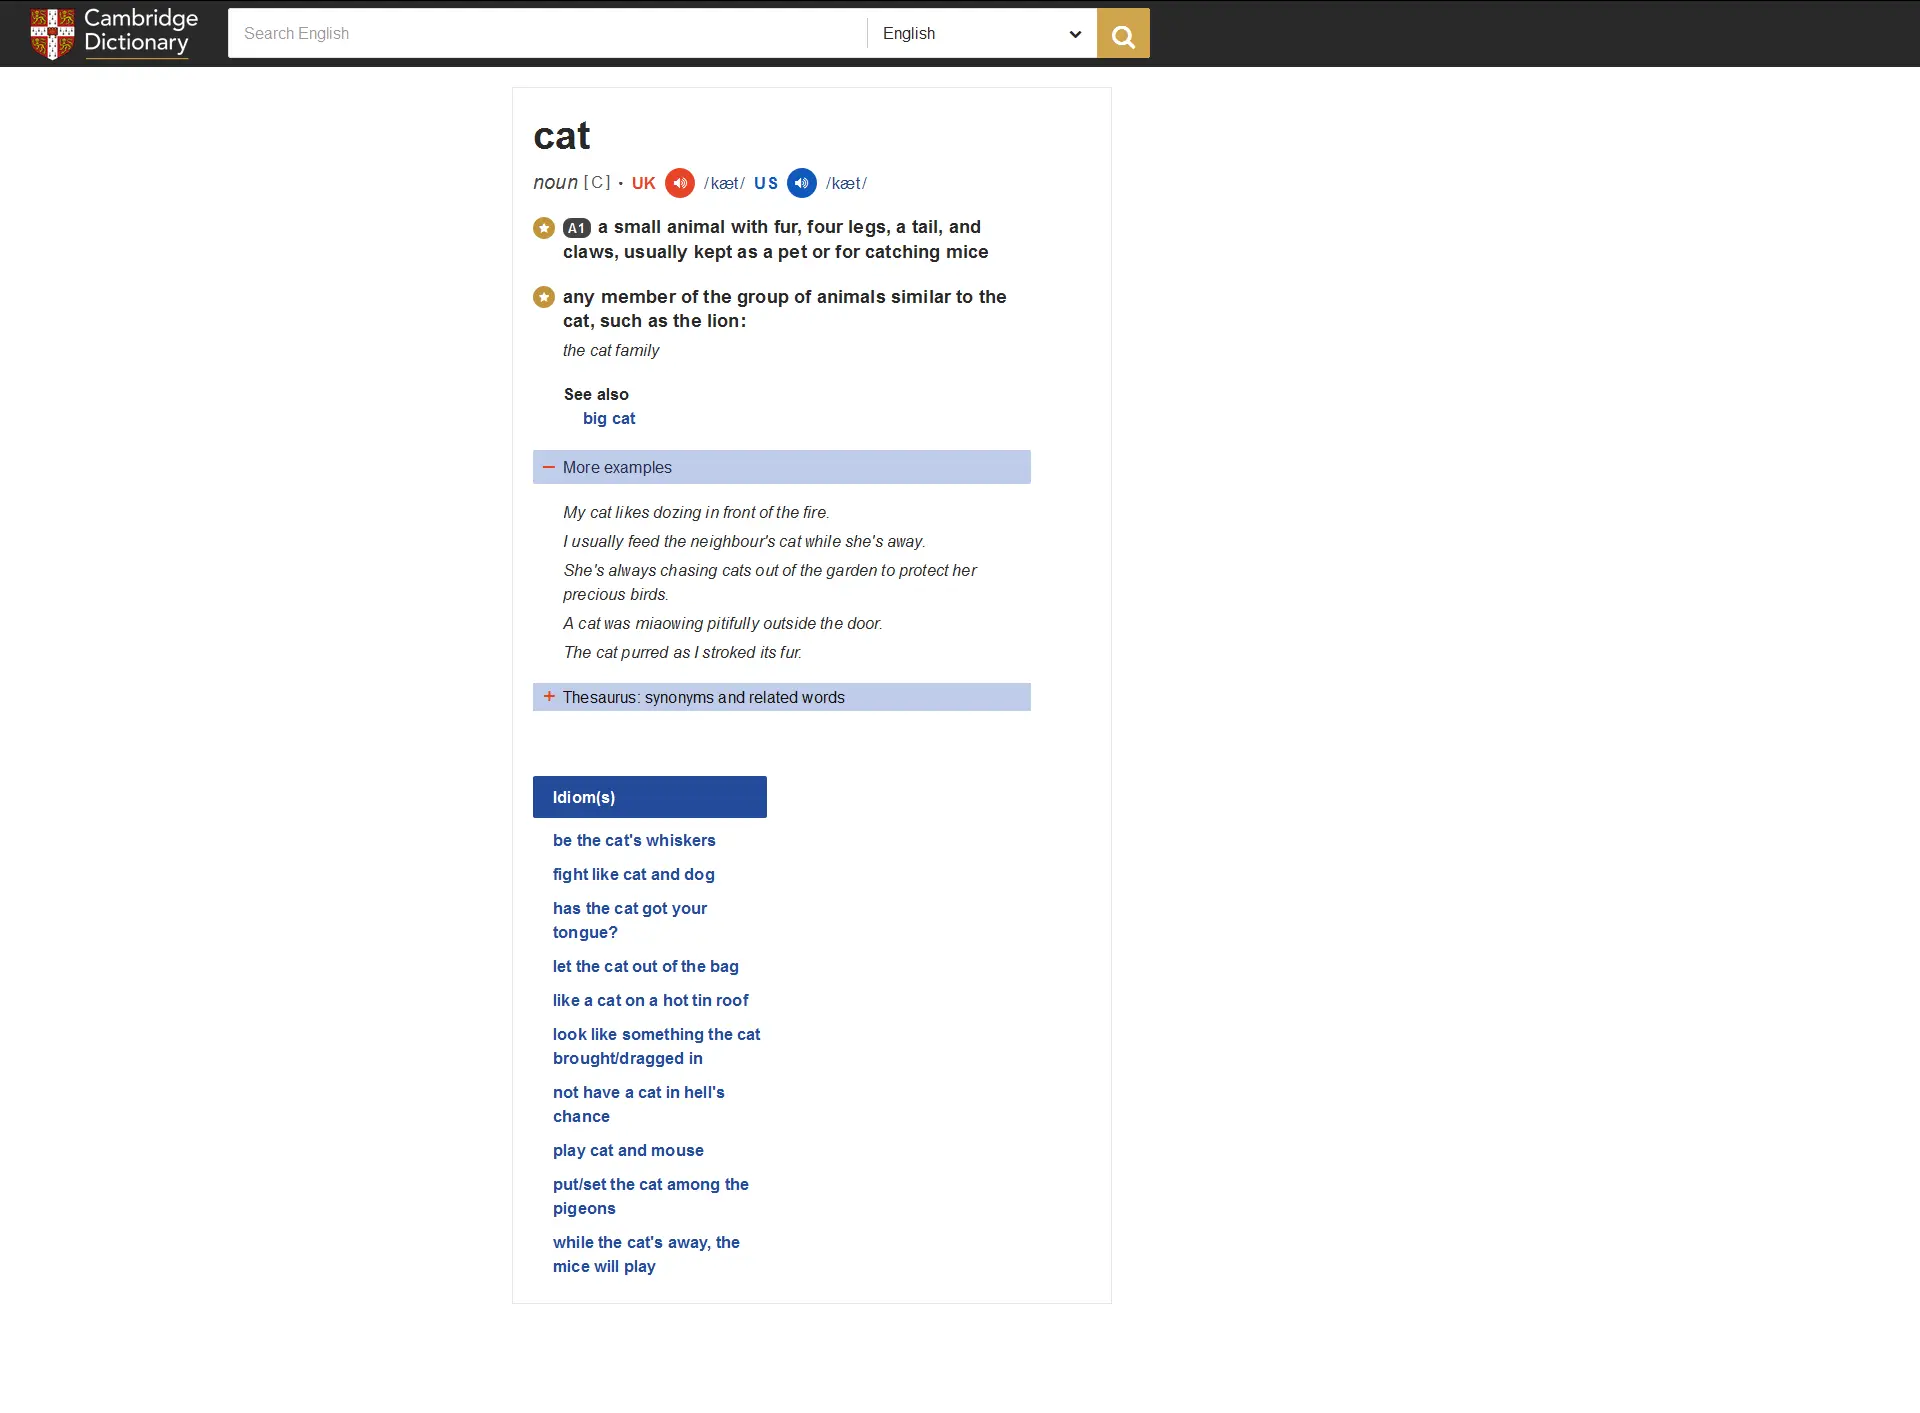 Cambridge
Dictionary
Search English
English
cat
noun [ C ] • UK /kæt/ US /kæt/
A1 a small animal with fur, four legs, a tail, and
claws, usually kept as a pet or for catching mice
any member of the group of animals similar to the
cat, such as the lion:
the cat family
See also
big cat
– More examples
My cat likes dozing in front of the fire.
I usually feed the neighbour's cat while she's away.
She's always chasing cats out of the garden to protect her
precious birds.
A cat was miaowing pitifully outside the door.
The cat purred as I stroked its fur.
+ Thesaurus: synonyms and related words
Idiom(s)
be the cat's whiskers
fight like cat and dog
has the cat got your
tongue?
let the cat out of the bag
like a cat on a hot tin roof
look like something the cat
brought/dragged in
not have a cat in hell's
chance
play cat and mouse
put/set the cat among the
pigeons
while the cat's away, the
mice will play